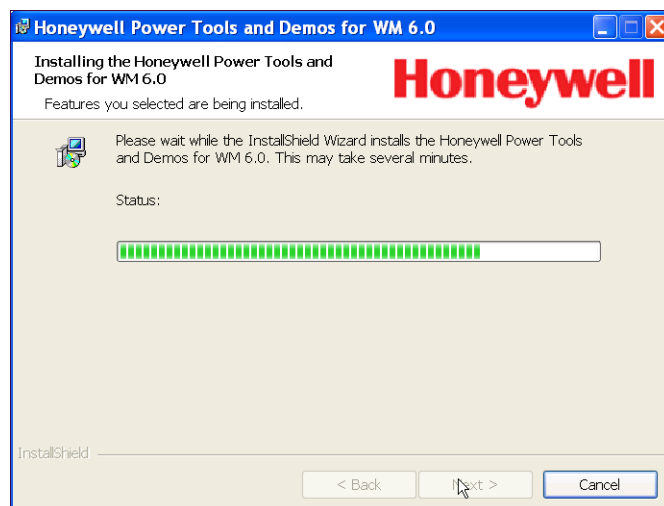 Honeywell Power Tools and Demos for WM 6.0
Installing the Honeywell Power Tools and
Demos for WM 6.0
Honeywell
Features you selected are being installed.
Please wait while the InstallShield Wizard installs the Honeywell Power Tools
and Demos for WM 6.0. This may take several minutes.
Status:
InstallShield
< Back
Next >
Cancel